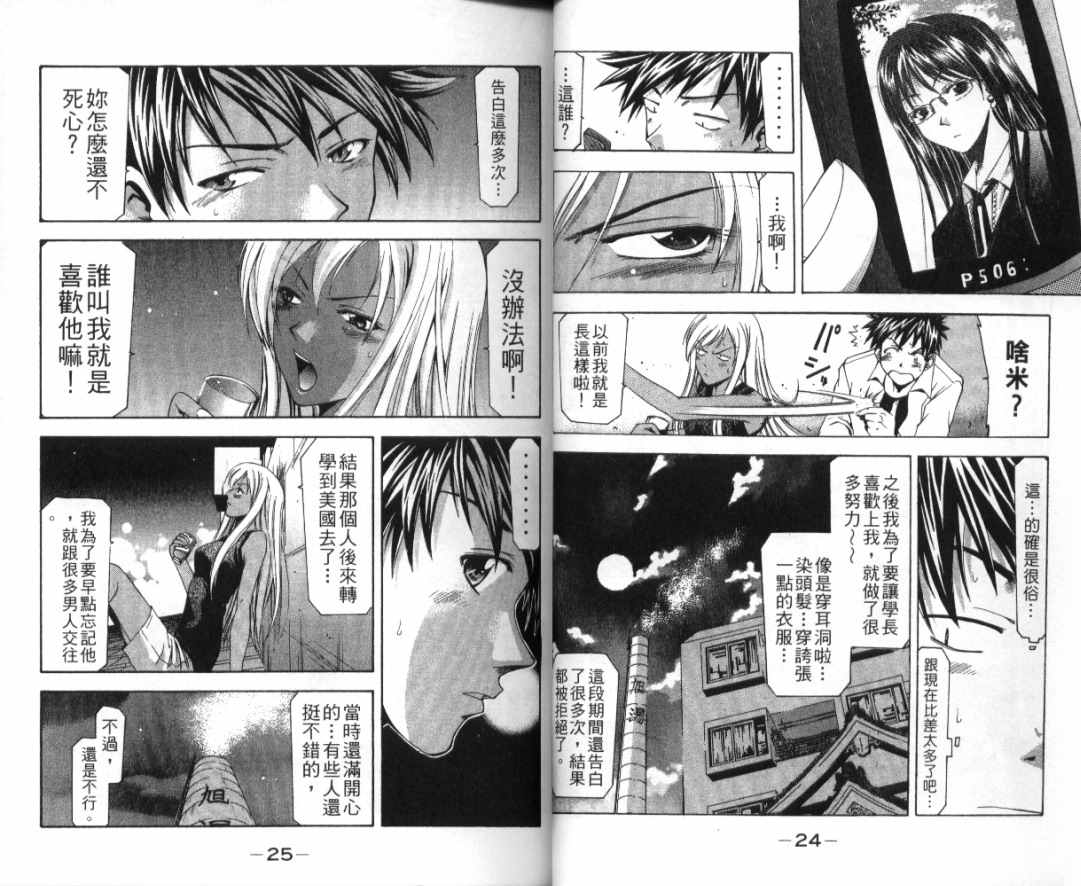 P506:
⋯⋯⋯
⋯這誰？
⋯我啊！
啥米？
以前我就是
長這樣啦！
這⋯的確是很俗⋯
跟現在比差太多了吧⋯
之後我為了要讓學長
喜歡上我，就做了很
多努力～～
像是穿耳洞啦⋯
染頭髮⋯穿誇張
一點的衣服⋯
這段期間還告白
了很多次，結果
都被拒絕了。
旭湯
－24－
告白這麼多次⋯
妳怎麼還不
死心？
沒辦法啊！
誰叫我就是
喜歡他嘛！
⋯⋯⋯
結果那個人後來轉
學到美國去了⋯
我為了要早點忘記他
，就跟很多男人交往
。
當時還滿開心
的⋯有些人還
挺不錯的，
不過，
還是不行。
旭湯
－25－